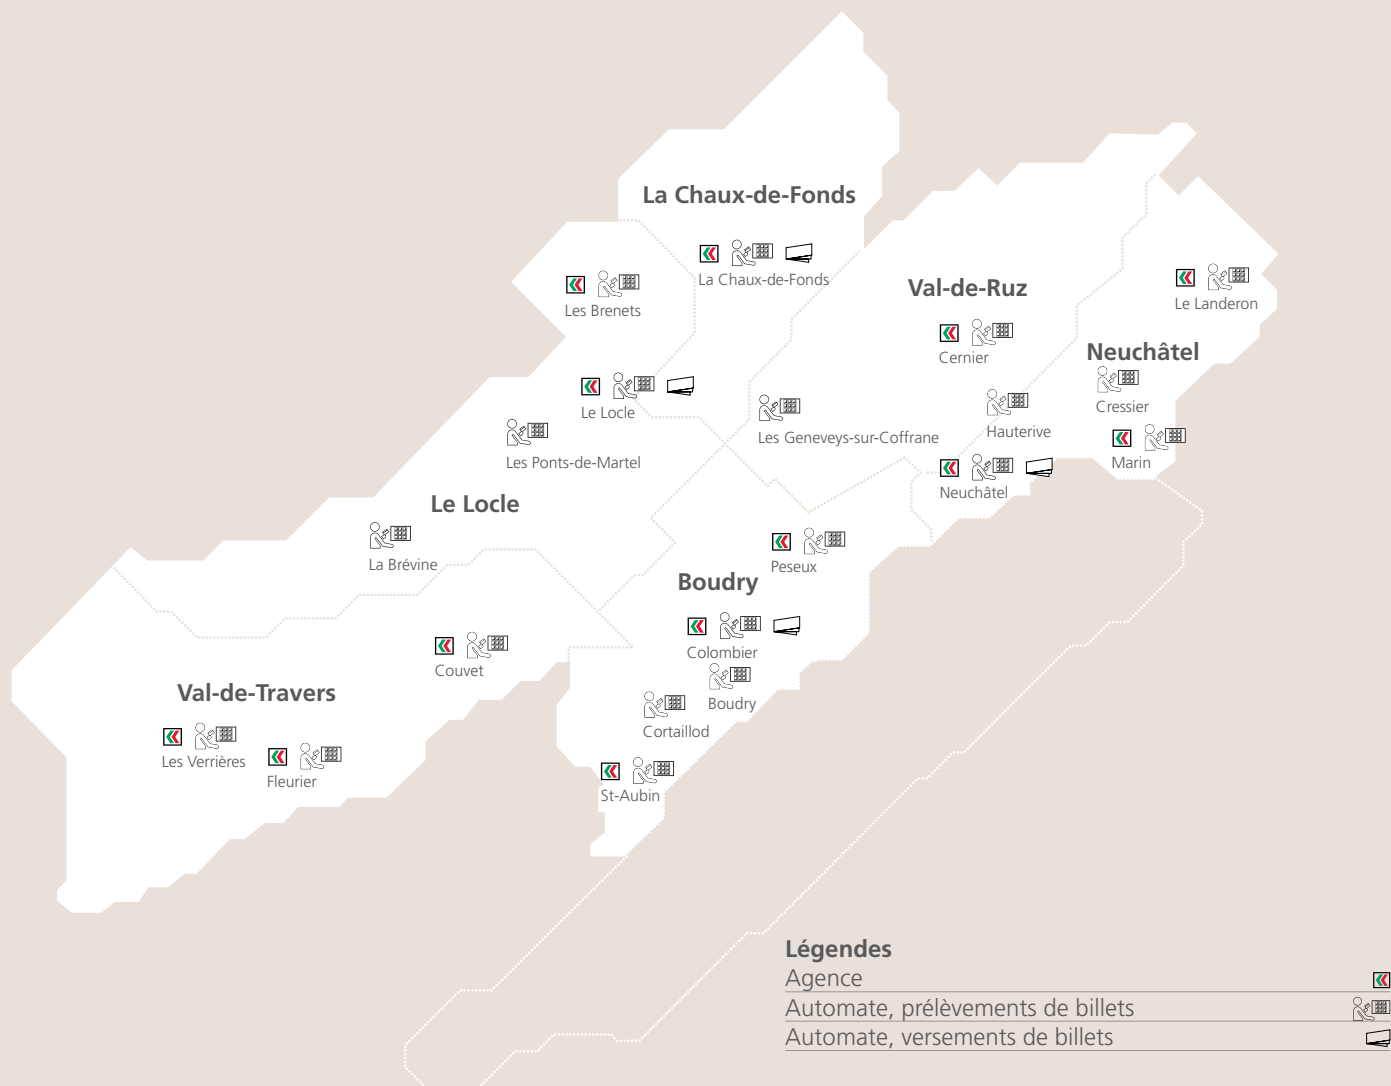 La Chaux-de-Fonds
La Chaux-de-Fonds
Les Brenets
Val-de-Ruz
Le Landeron
Cernier
Neuchâtel
Le Locle
Cressier
Les Geneveys-sur-Coffrane
Hauterive
Les Ponts-de-Martel
Marin
Neuchâtel
Le Locle
La Brévine
Peseux
Boudry
Colombier
Couvet
Val-de-Travers
Boudry
Cortaillod
Les Verrières
Fleurier
St-Aubin
Légendes
Agence
Automate, prélèvements de billets
Automate, versements de billets